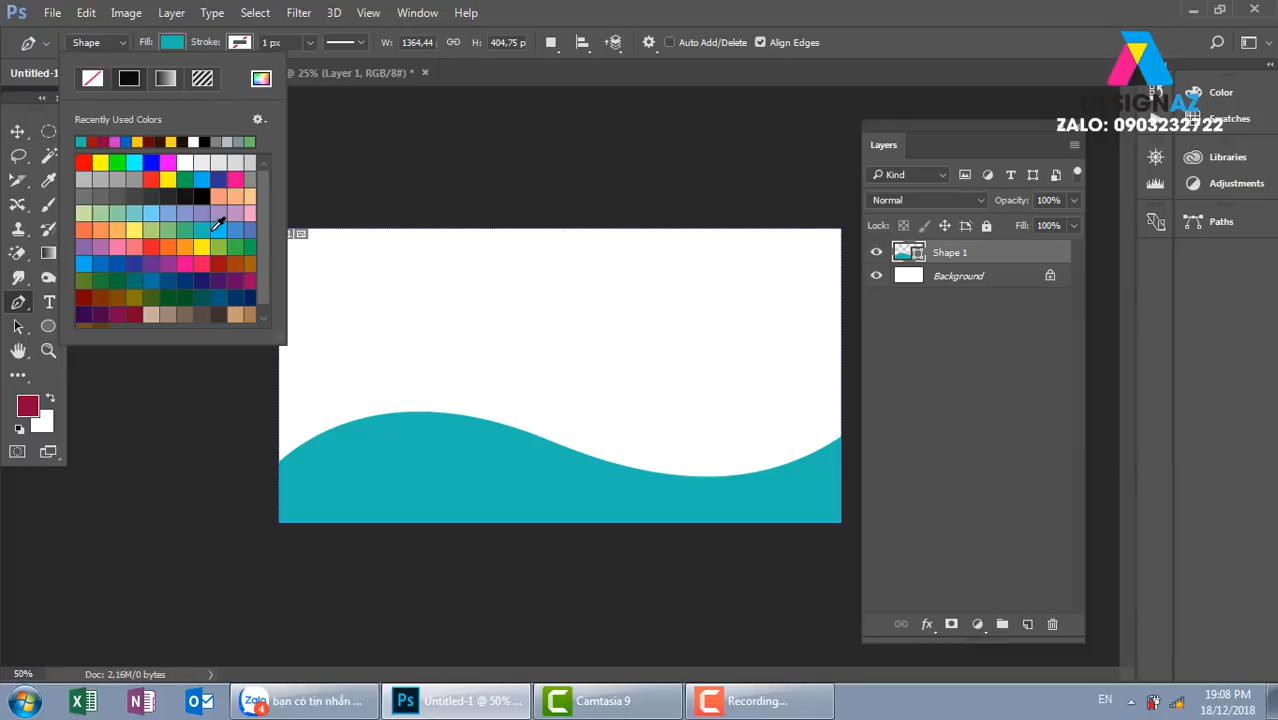 Ps File Edit Image Layer Type Select Filter 3D View Window Help
Shape Fill: Stroke: 1 px W: 1364,44 H: 404,75 p Auto Add/Delete Align Edges
Untitled-1 @ 25% (Layer 1, RGB/8#) * ×
Recently Used Colors
Layers
Kind
Normal Opacity: 100%
Lock: Fill: 100%
Shape 1
Background
Color
Swatches
Libraries
Adjustments
Paths
DESIGNAZ
ZALO: 0903232722
50% Doc: 2,16M/0 bytes
Zalo 4 bạn có tin nhắn ... Ps Untitled-1 @ 50% ... Camtasia 9 Recording...
EN 19:08 PM
18/12/2018